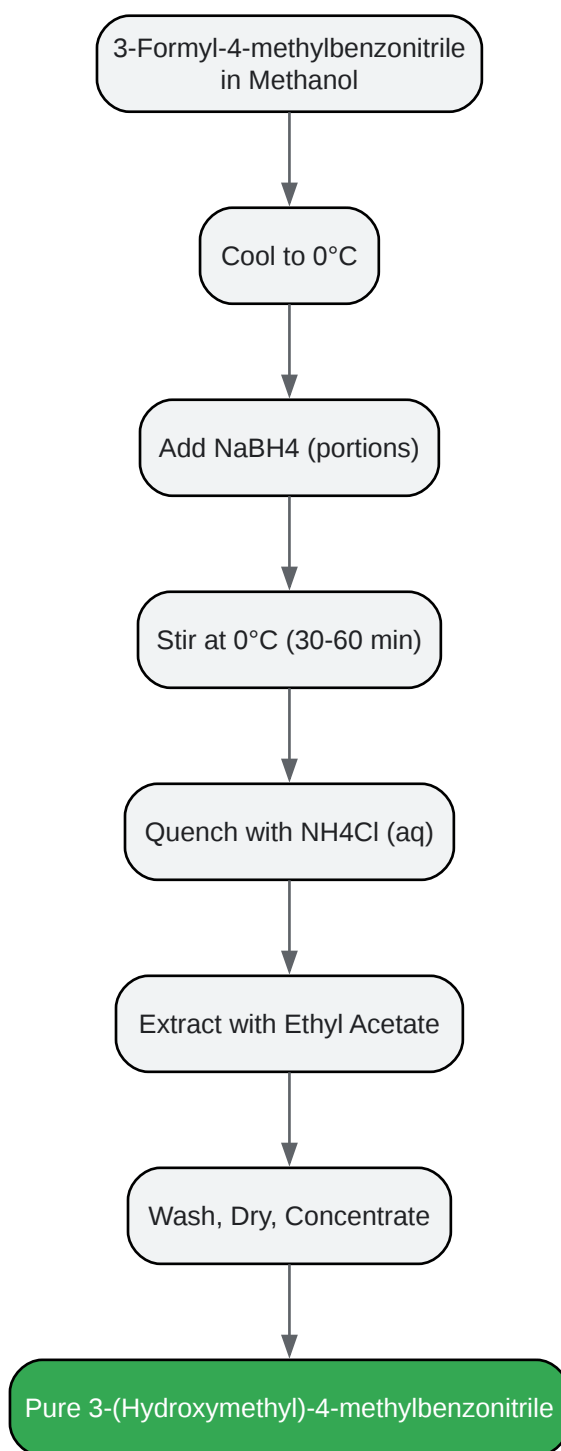 3-Formyl-4-methylbenzonitrile
in Methanol
Cool to 0°C
Add NaBH4 (portions)
Stir at 0°C (30-60 min)
Quench with NH4Cl (aq)
Extract with Ethyl Acetate
Wash, Dry, Concentrate
Pure 3-(Hydroxymethyl)-4-methylbenzonitrile